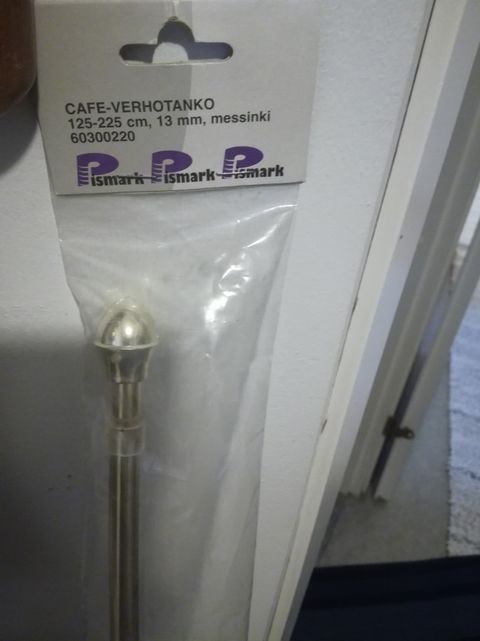 CAFE-VERHOTANKO
125-225 cm, 13 mm, messinki
60300220
Pismark Pismark Pismark